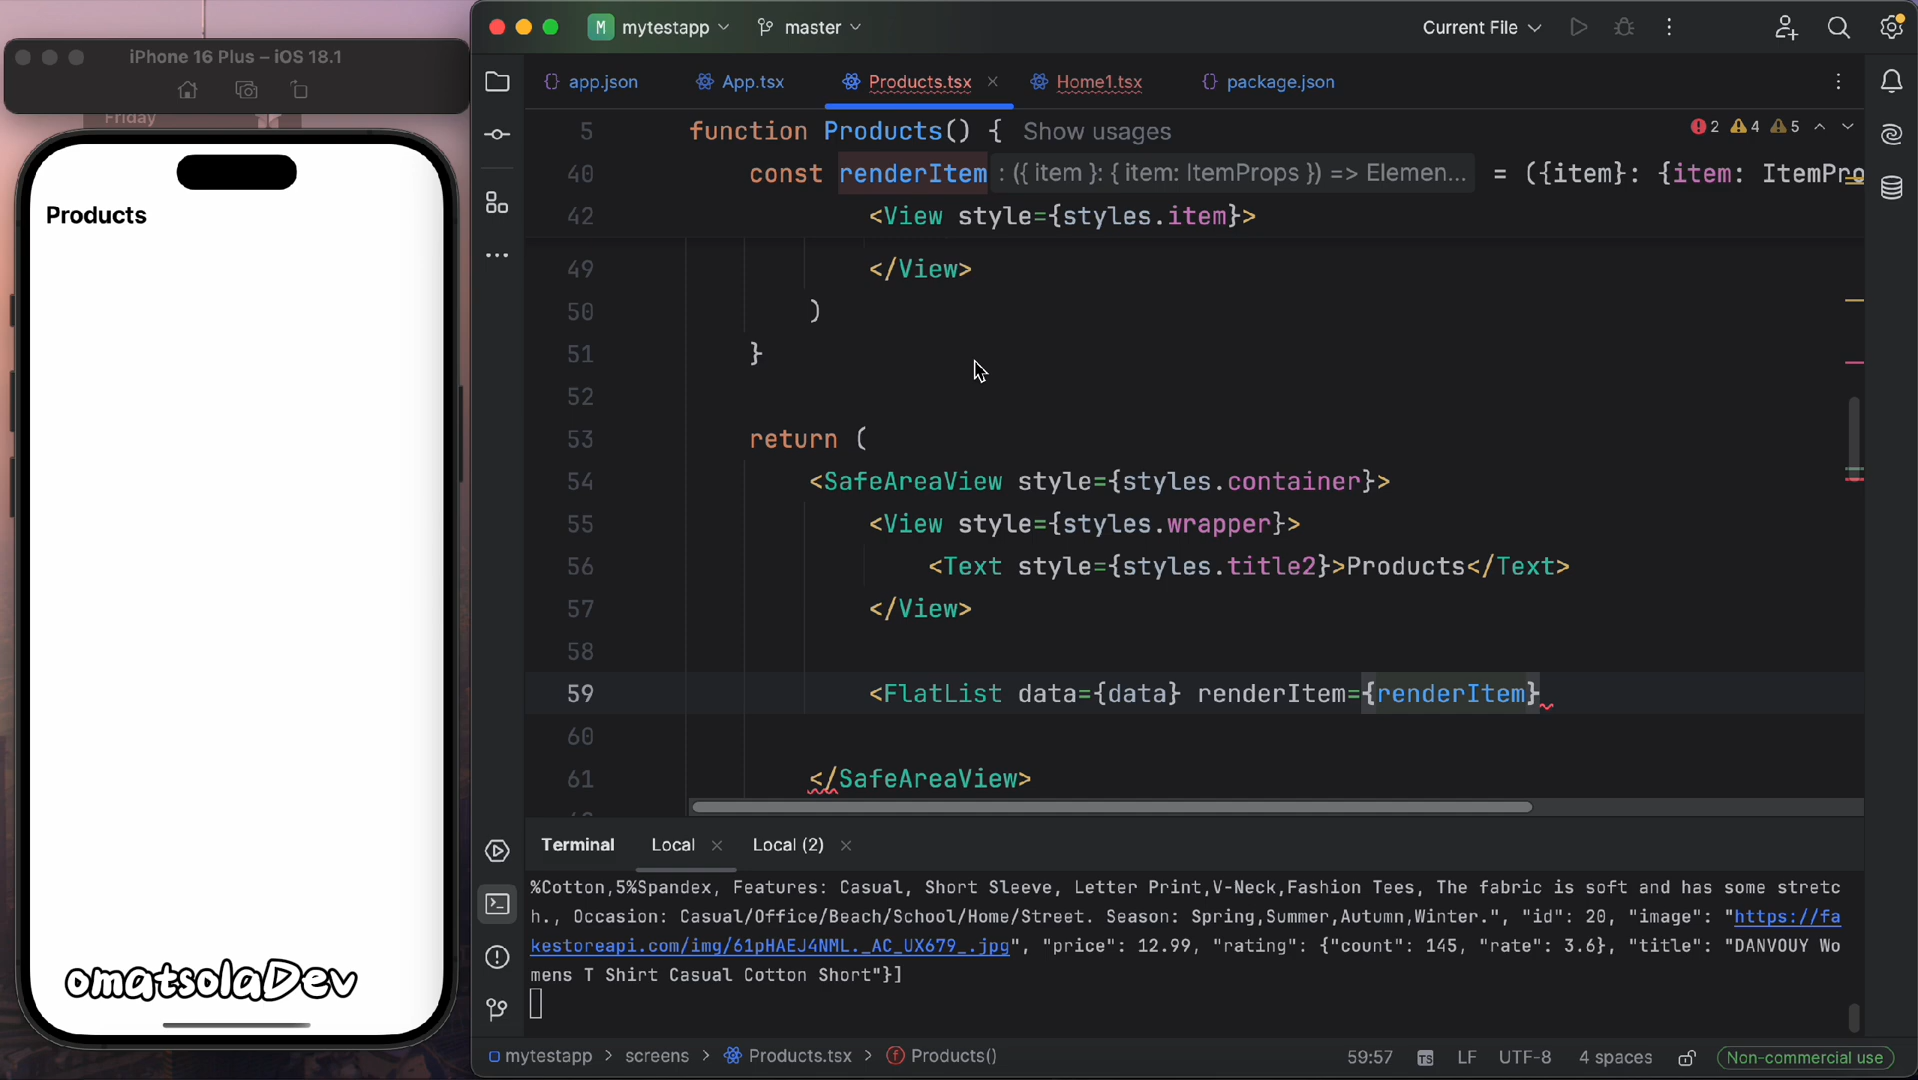 iPhone 16 Plus – iOS 18.1
Friday
Products
omatsolaDev
M mytestapp
master
Current File
app.json
App.tsx
Products.tsx
Home1.tsx
package.json
2 4 5
5 function Products() { Show usages
40 const renderItem : ({ item }: { item: ItemProps }) => Elemen... = ({item}: {item: ItemPro
42 <View style={styles.item}>
49 </View>
50 )
51 }
52
53 return (
54 <SafeAreaView style={styles.container}>
55 <View style={styles.wrapper}>
56 <Text style={styles.title2}>Products</Text>
57 </View>
58
59 <FlatList data={data} renderItem={renderItem}
60
61 </SafeAreaView>
Terminal Local Local (2)
%Cotton,5%Spandex, Features: Casual, Short Sleeve, Letter Print,V-Neck,Fashion Tees, The fabric is soft and has some stretc
h., Occasion: Casual/Office/Beach/School/Home/Street. Season: Spring,Summer,Autumn,Winter.", "id": 20, "image": "https://fa
kestoreapi.com/img/61pHAEJ4NML._AC_UX679_.jpg", "price": 12.99, "rating": {"count": 145, "rate": 3.6}, "title": "DANVOUY Wo
mens T Shirt Casual Cotton Short"}]
mytestapp > screens > Products.tsx > Products()
59:57 TS LF UTF-8 4 spaces Non-commercial use